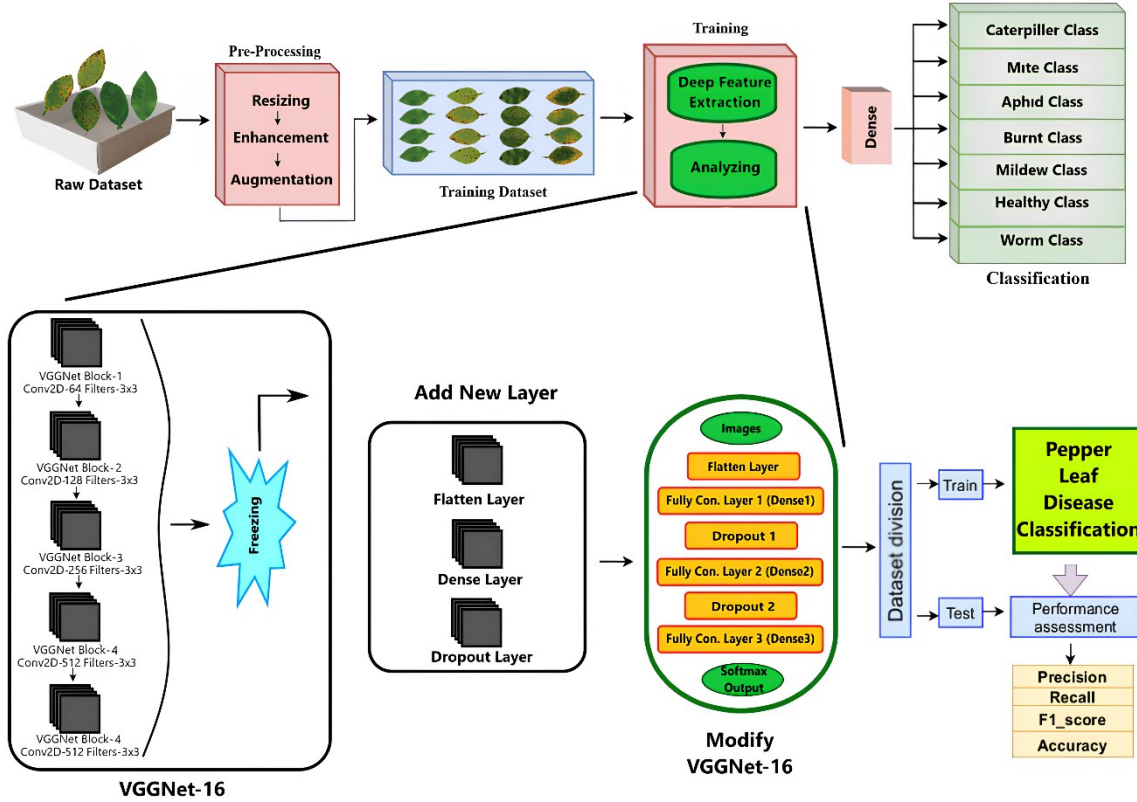 Raw Dataset
Pre-Processing
Resizing
Enhancement
Augmentation
Training Dataset
Training
Deep Feature
Extraction
Analyzing
Dense
Caterpiller Class
Mıte Class
Aphıd Class
Burnt Class
Mildew Class
Healthy Class
Worm Class
Classification
VGGNet Block-1
Conv2D-64 Filters-3x3
VGGNet Block-2
Conv2D-128 Filters-3x3)
VGGNet Block-3
Conv2D-256 Filters-3x3)
VGGNet Block-4
Conv2D-512 Filters-3x3)
VGGNet Block-4
Conv2D-512 Filters-3x3)
VGGNet-16
Freezing
Add New Layer
Flatten Layer
Dense Layer
Dropout Layer
Images
Flatten Layer
Fully Con. Layer 1 (Dense1)
Dropout 1
Fully Con. Layer 2 (Dense2)
Dropout 2
Fully Con. Layer 3 (Dense3)
Softmax
Output
Modify
VGGNet-16
Dataset division
Train
Test
Pepper
Leaf
Disease
Classification
Performance
assessment
Precision
Recall
F1_score
Accuracy